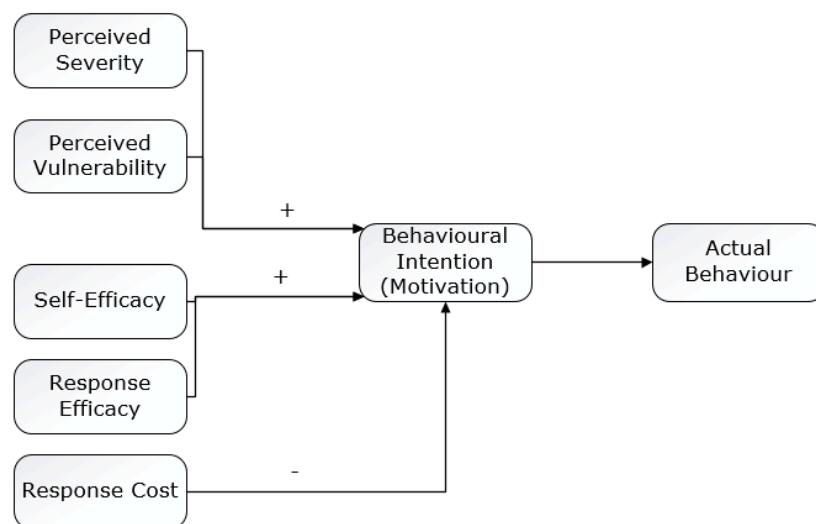 Perceived
Severity
Perceived
Vulnerability
+
Behavioural
Intention
(Motivation)
Actual
Behaviour
+
Self-Efficacy
Response
Efficacy
-
Response Cost